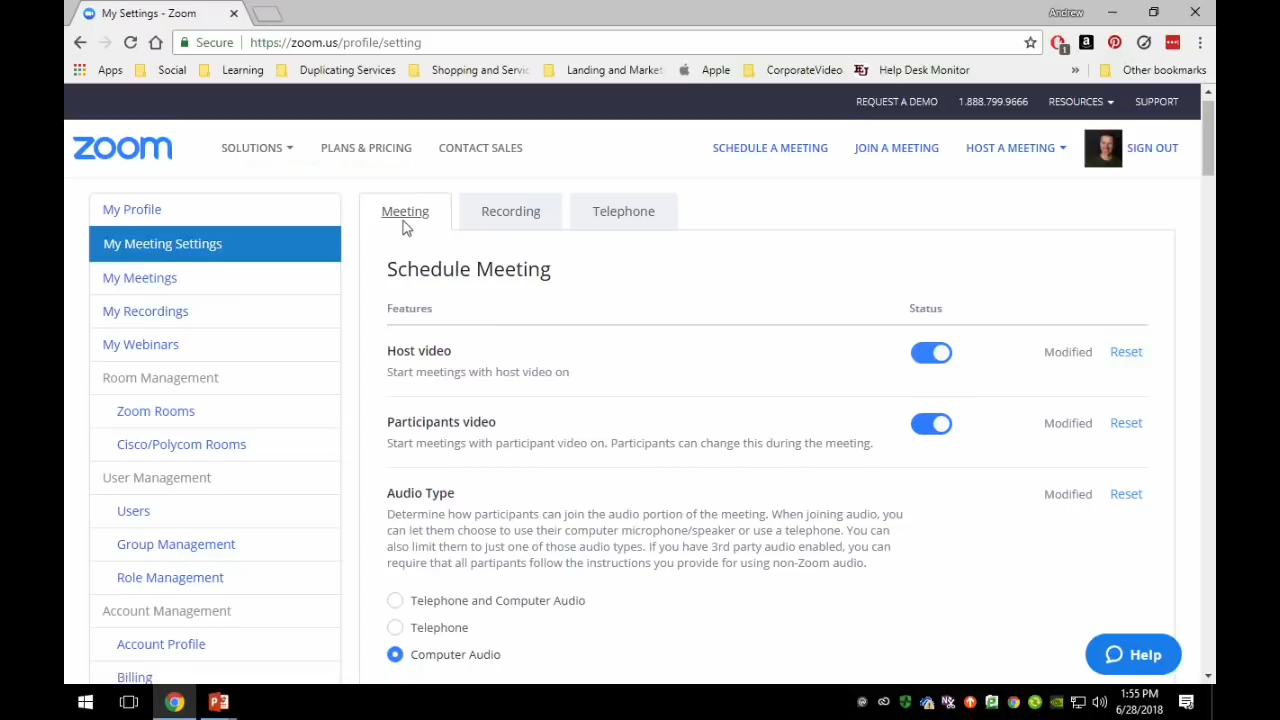 My Settings - Zoom
Andrew
Secure
https://zoom.us/profile/setting
1
Apps
Social
Learning
Duplicating Services
Shopping and Servic
Landing and Market
Apple
CorporateVideo
Help Desk Monitor
»
Other bookmarks
REQUEST A DEMO
1.888.799.9666
RESOURCES
SUPPORT
zoom
SOLUTIONS
PLANS & PRICING
CONTACT SALES
SCHEDULE A MEETING
JOIN A MEETING
HOST A MEETING
SIGN OUT
My Profile
My Meeting Settings
My Meetings
My Recordings
My Webinars
Room Management
Zoom Rooms
Cisco/Polycom Rooms
User Management
Users
Group Management
Role Management
Account Management
Account Profile
Billing
Meeting
Recording
Telephone
Schedule Meeting
Features
Status
Host video
Start meetings with host video on
Modified
Reset
Participants video
Start meetings with participant video on. Participants can change this during the meeting.
Modified
Reset
Audio Type
Modified
Reset
Determine how participants can join the audio portion of the meeting. When joining audio, you
can let them choose to use their computer microphone/speaker or use a telephone. You can
also limit them to just one of those audio types. If you have 3rd party audio enabled, you can
require that all partipants follow the instructions you provide for using non-Zoom audio.
Telephone and Computer Audio
Telephone
Computer Audio
Help
1:55 PM
6/28/2018